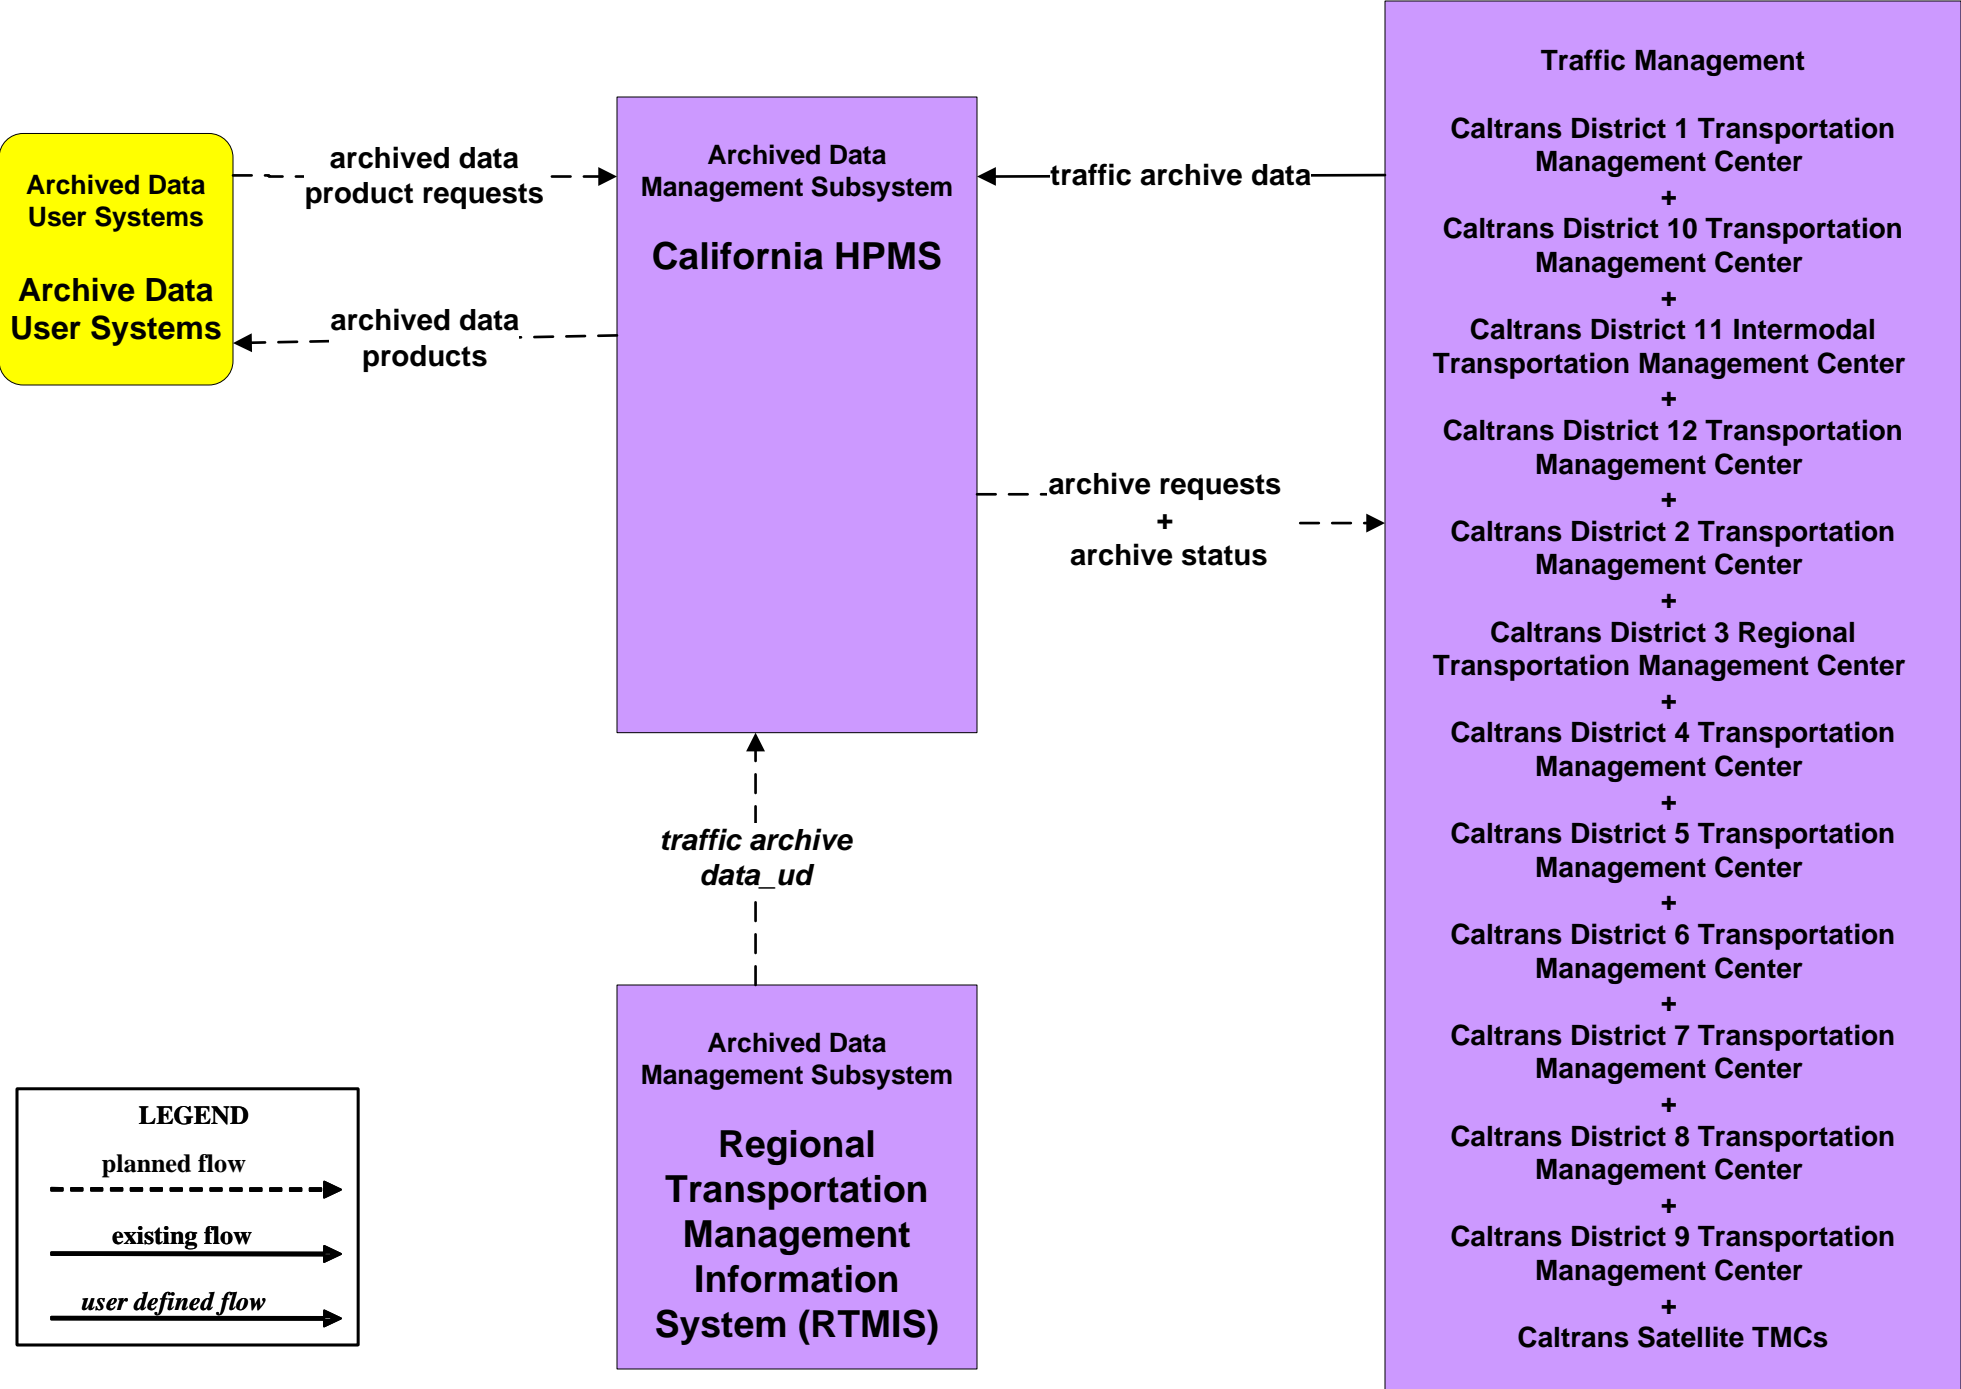 Archived Data
User Systems
Archive Data
User Systems
archived data
product requests
archived data
products
Archived Data
Management Subsystem
California HPMS
traffic archive data
archive requests
+
archive status
traffic archive
data_ud
Archived Data
Management Subsystem
Regional
Transportation
Management
Information
System (RTMIS)
Traffic Management
Caltrans District 1 Transportation
Management Center
+
Caltrans District 10 Transportation
Management Center
+
Caltrans District 11 Intermodal
Transportation Management Center
+
Caltrans District 12 Transportation
Management Center
+
Caltrans District 2 Transportation
Management Center
+
Caltrans District 3 Regional
Transportation Management Center
+
Caltrans District 4 Transportation
Management Center
+
Caltrans District 5 Transportation
Management Center
+
Caltrans District 6 Transportation
Management Center
+
Caltrans District 7 Transportation
Management Center
+
Caltrans District 8 Transportation
Management Center
+
Caltrans District 9 Transportation
Management Center
+
Caltrans Satellite TMCs
LEGEND
planned flow
existing flow
user defined flow